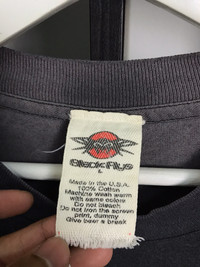 Black Flys
L
Made in the U.S.A.
100% Cotton
Machine wash warm
with same colors
Do not bleach
Do not iron the screen
print, dummy
Give beer a break